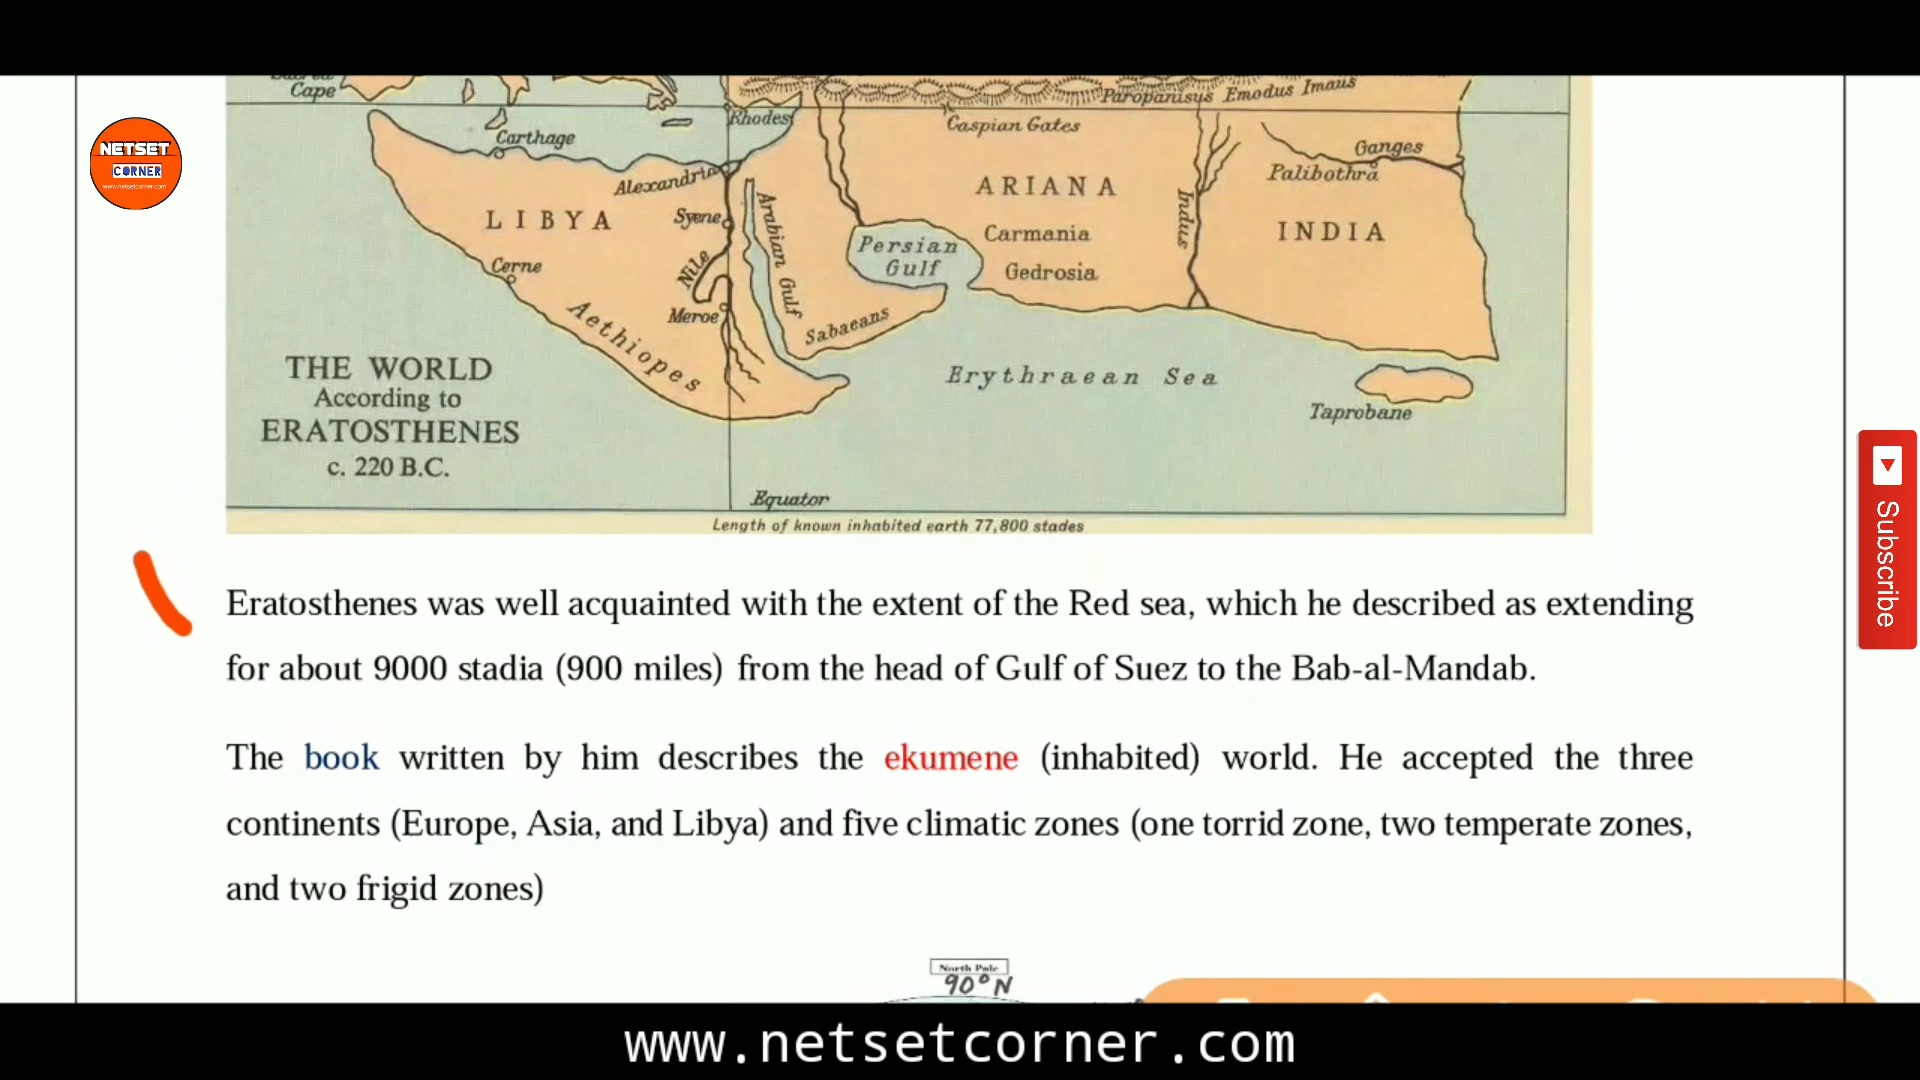 Cape
Paropanisus Emodus Imaus
Rhodes
Caspian Gates
Carthage
Ganges
Palibothra
Alexandria
ARIANA
LIBYA
Syene
Arabian Gulf
Indus
INDIA
Carmania
Persian
Gulf
Gedrosia
Cerne
Nile
Meroe
Sabaeans
Aethiopes
THE WORLD
According to
ERATOSTHENES
c. 220 B.C.
Erythraean Sea
Taprobane
Equator
Length of known inhabited earth 77,800 stades
NETSET
CORNER
www.netsetcorner.com
Subscribe
Eratosthenes was well acquainted with the extent of the Red sea, which he described as extending
for about 9000 stadia (900 miles) from the head of Gulf of Suez to the Bab-al-Mandab.
The book written by him describes the ekumene (inhabited) world. He accepted the three
continents (Europe, Asia, and Libya) and five climatic zones (one torrid zone, two temperate zones,
and two frigid zones)
North Pole
90° N
www.netsetcorner.com